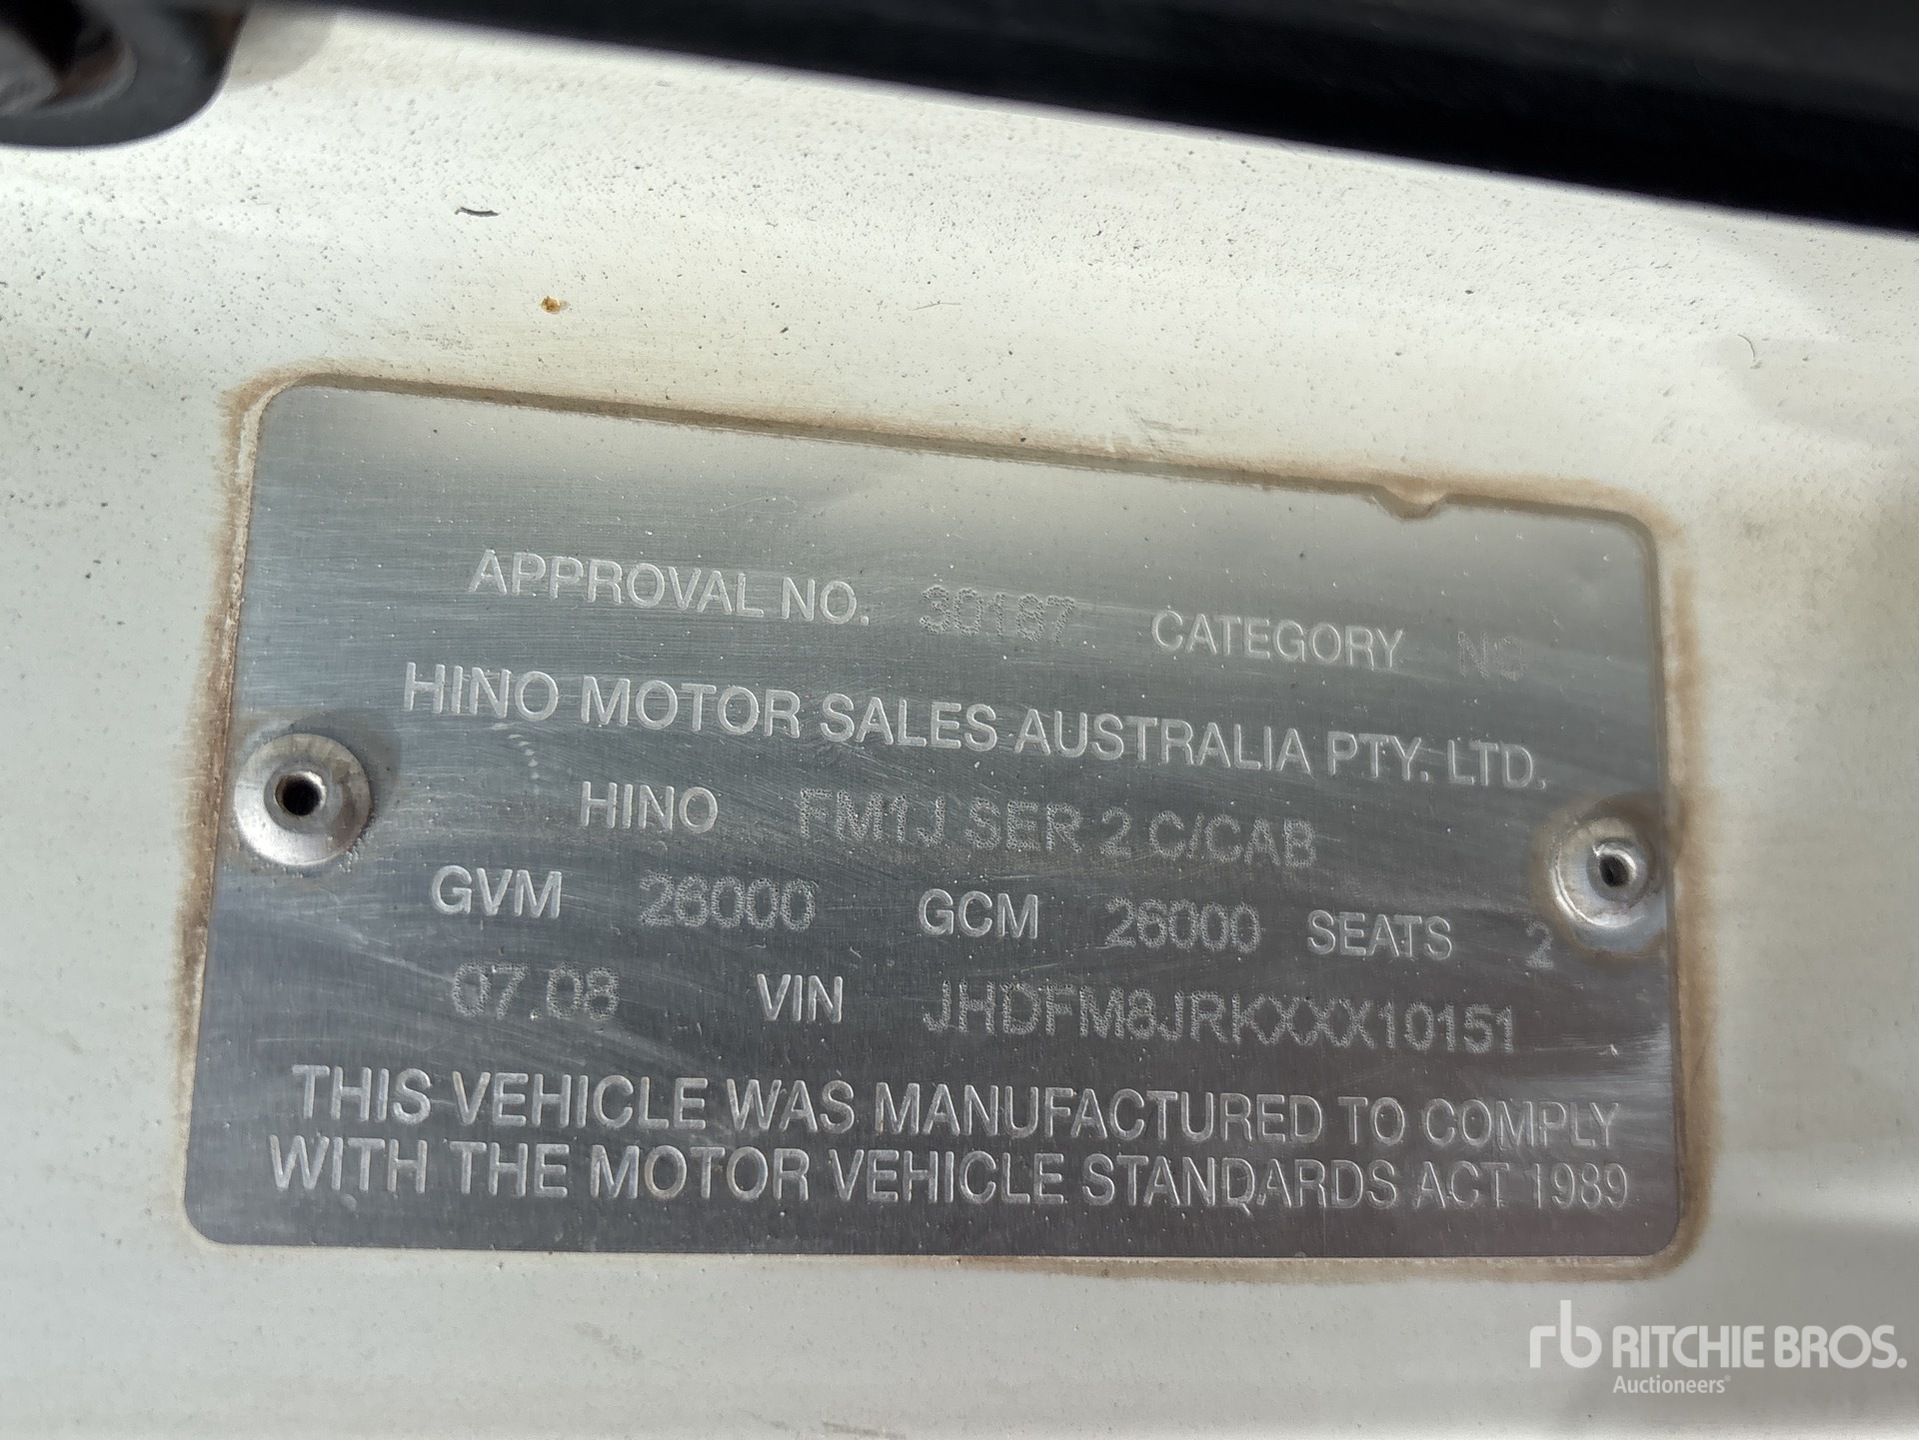 APPROVAL NO. 30187 CATEGORY NC
HINO MOTOR SALES AUSTRALIA PTY. LTD.
HINO FM1J SER 2 C/CAB
GVM 26000 GCM 26000 SEATS 2
07.08 VIN JHDFM8JRKXXX10151
THIS VEHICLE WAS MANUFACTURED TO COMPLY
WITH THE MOTOR VEHICLE STANDARDS ACT 1989
rb RITCHIE BROS.
Auctioneers